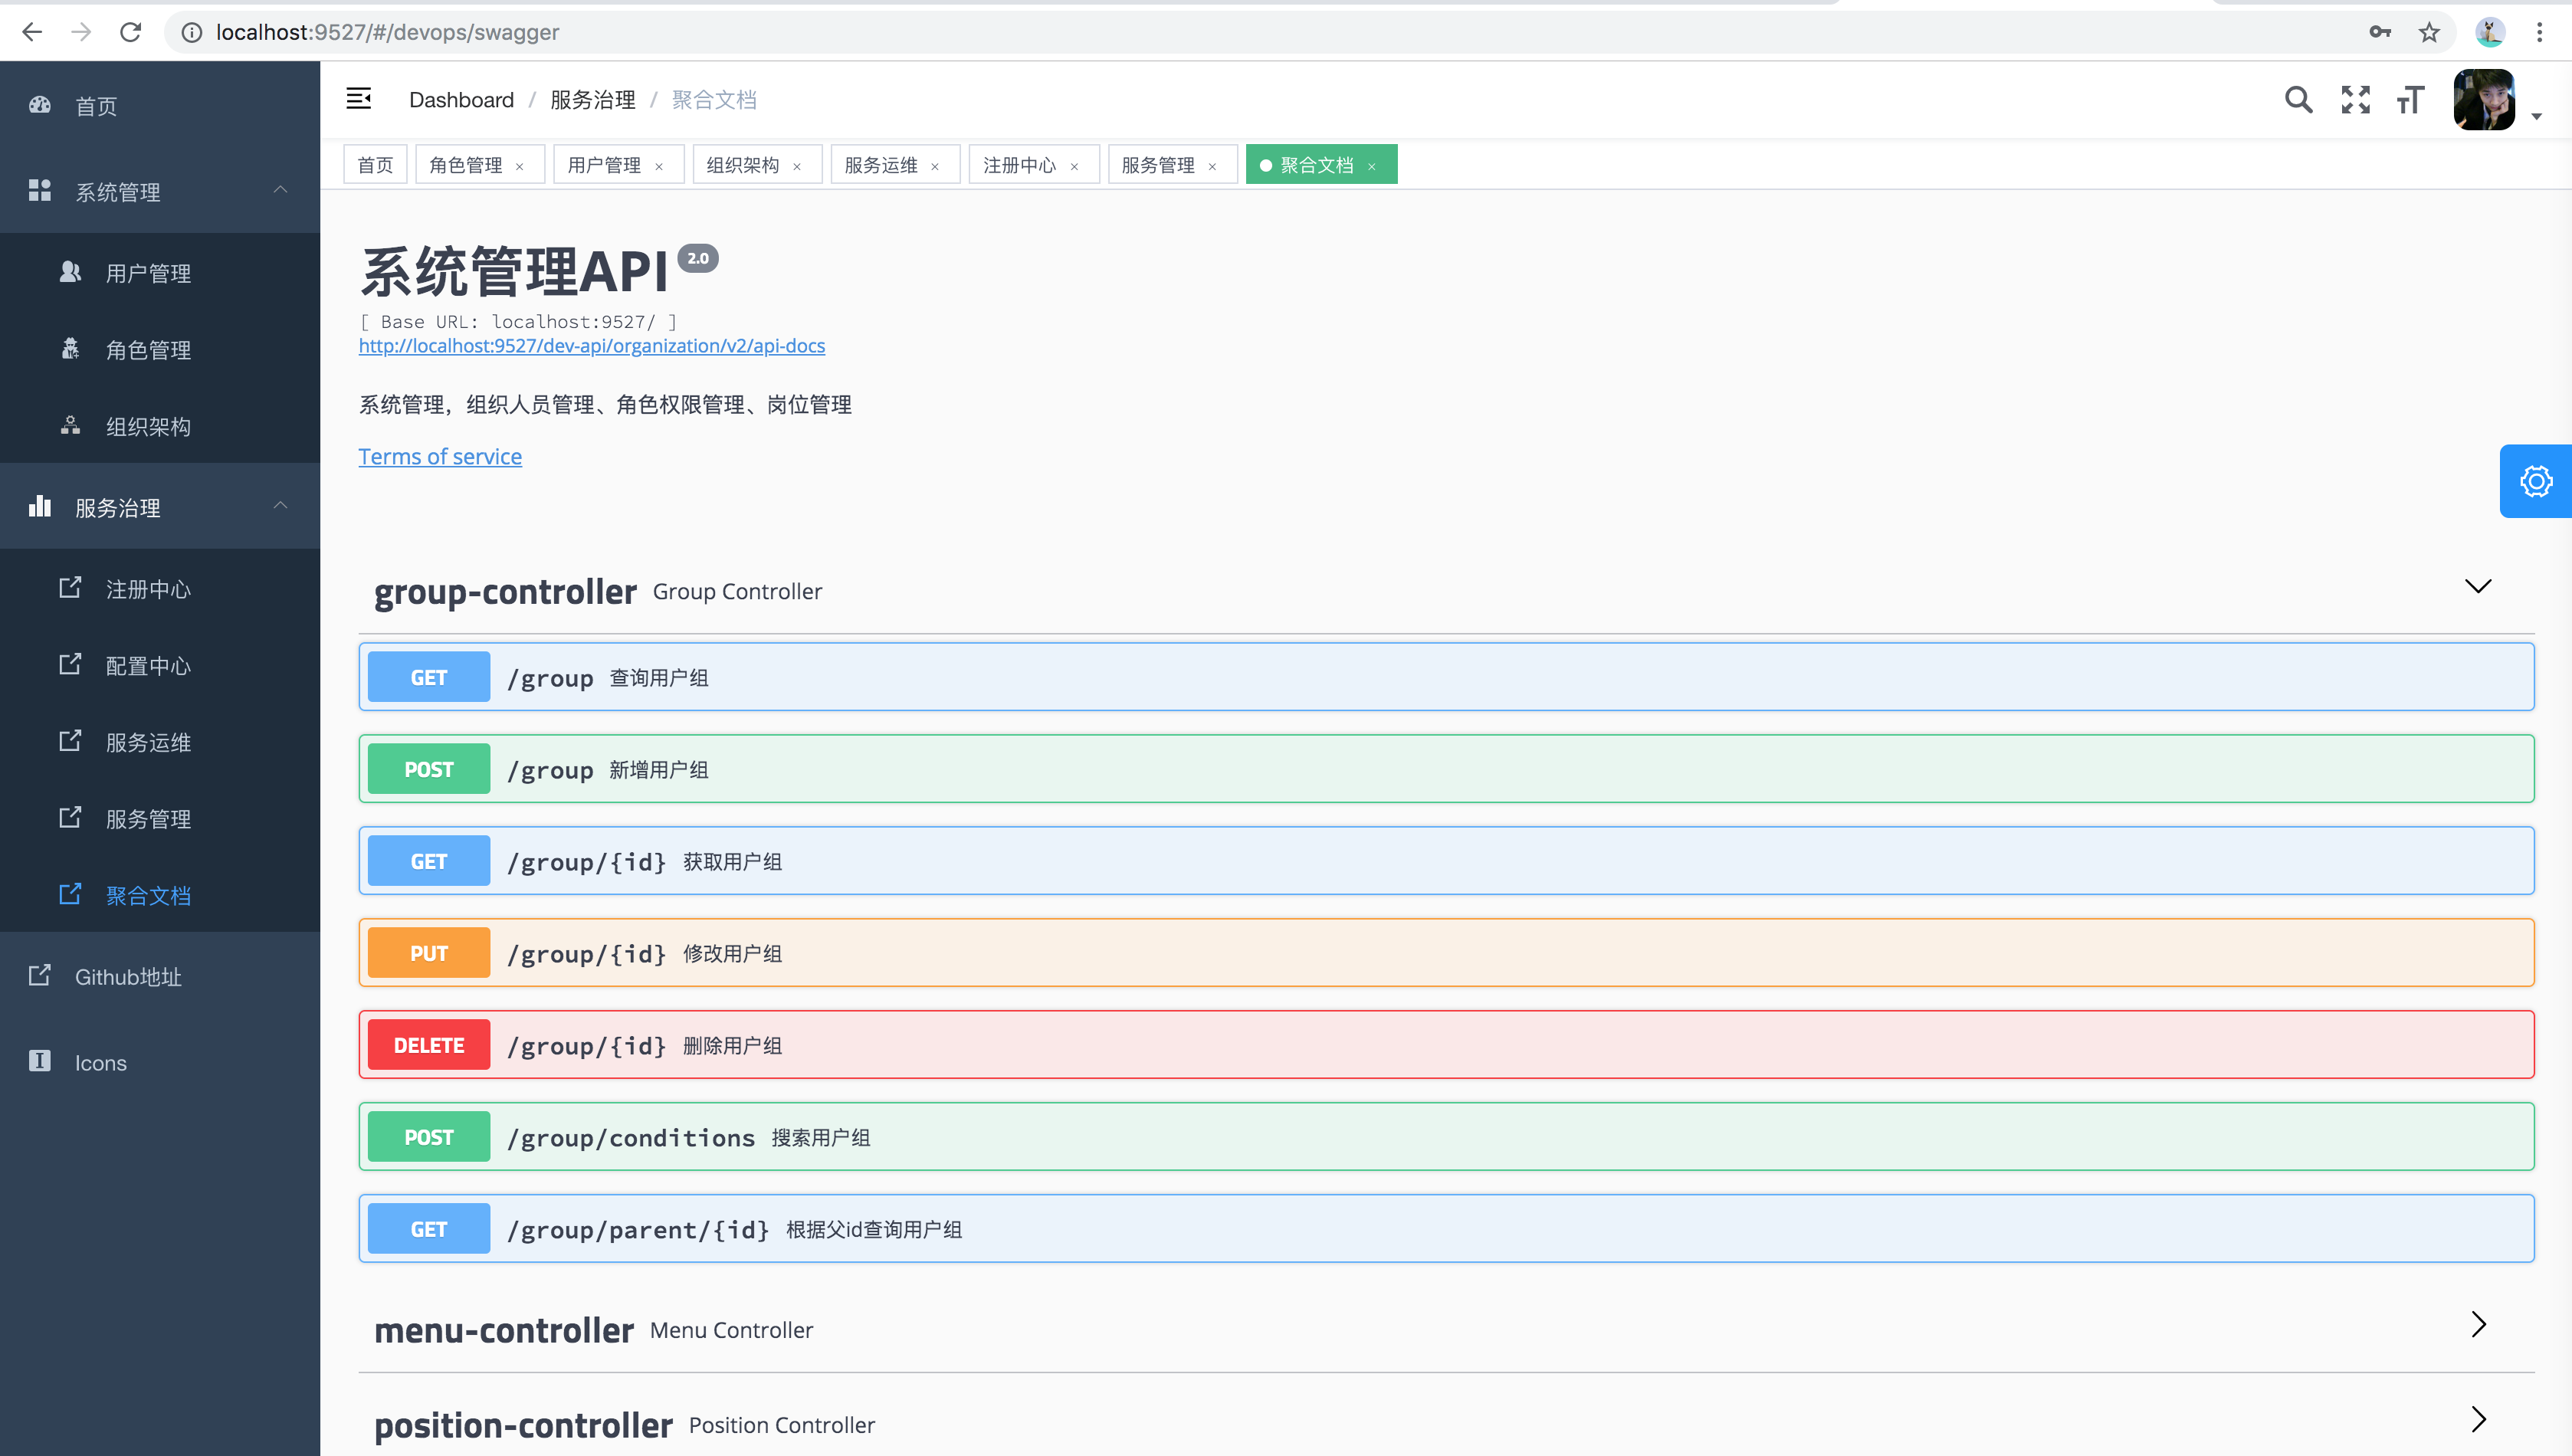 localhost:9527/#/devops/swagger
首页
系统管理
用户管理
角色管理
组织架构
服务治理
注册中心
配置中心
服务运维
服务管理
聚合文档
Github地址
Icons
Dashboard / 服务治理 / 聚合文档
首页 角色管理 × 用户管理 × 组织架构 × 服务运维 × 注册中心 × 服务管理 × 聚合文档 ×
系统管理API 2.0
[ Base URL: localhost:9527/ ]
http://localhost:9527/dev-api/organization/v2/api-docs
系统管理，组织人员管理、角色权限管理、岗位管理
Terms of service
group-controller Group Controller
GET /group 查询用户组
POST /group 新增用户组
GET /group/{id} 获取用户组
PUT /group/{id} 修改用户组
DELETE /group/{id} 删除用户组
POST /group/conditions 搜索用户组
GET /group/parent/{id} 根据父id查询用户组
menu-controller Menu Controller
position-controller Position Controller